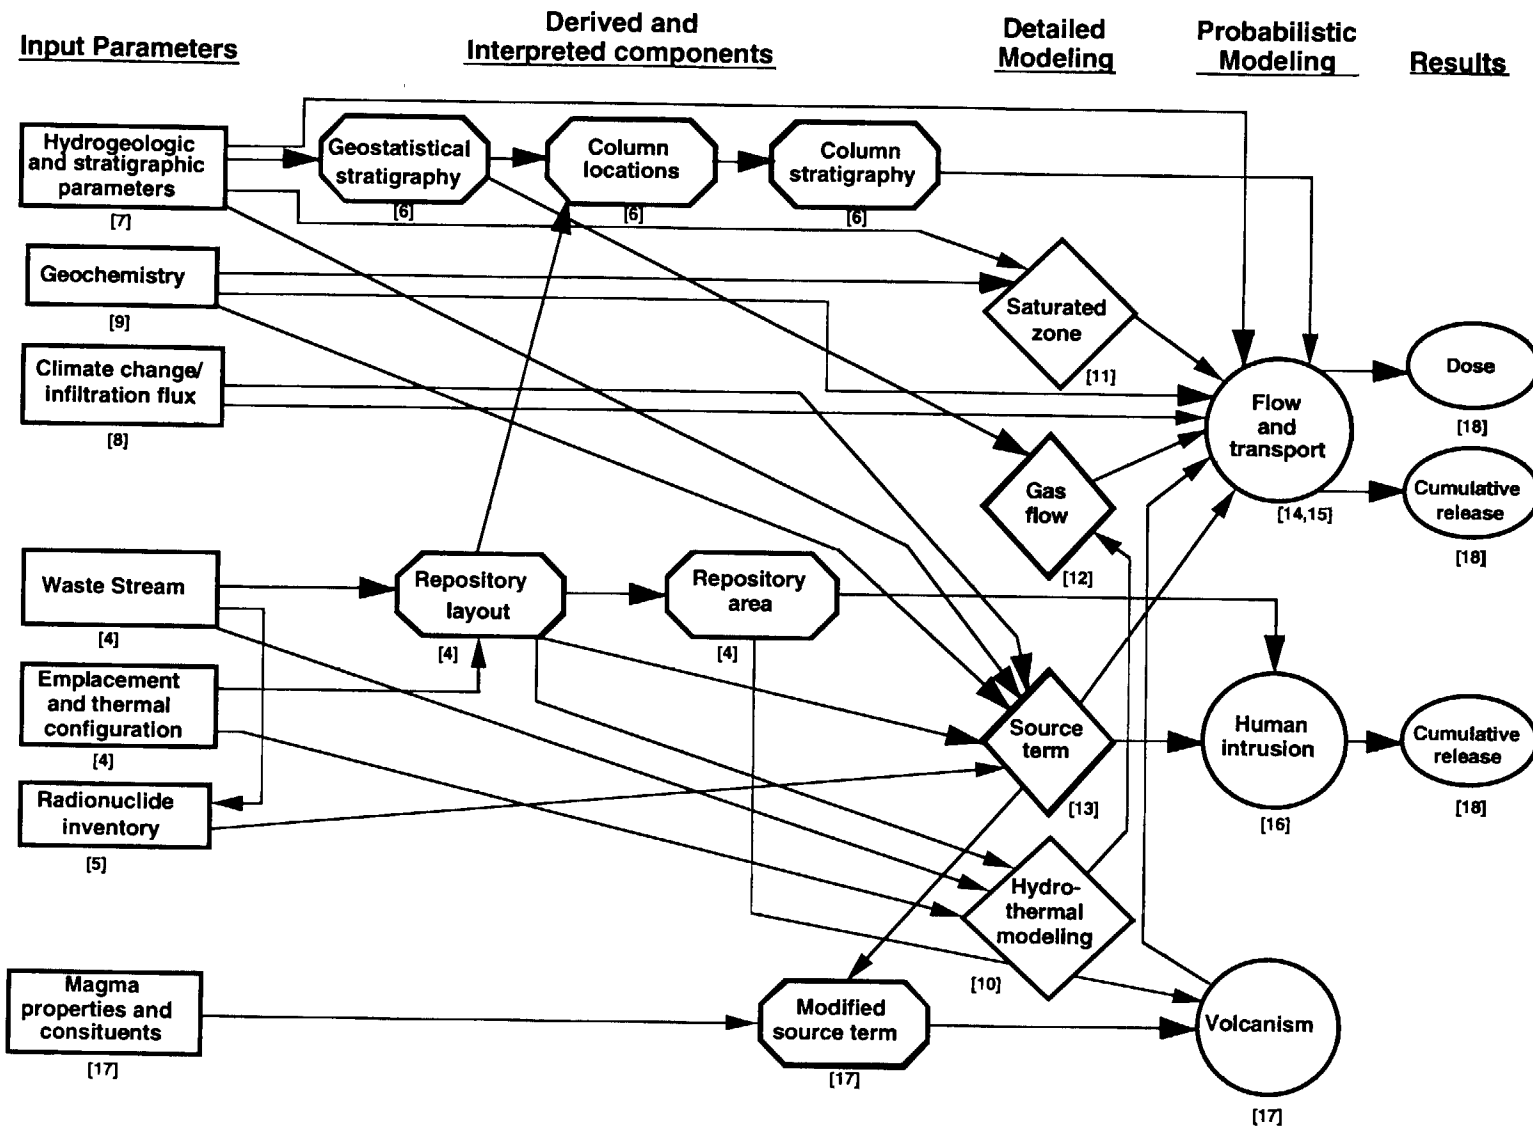 Input Parameters
Derived and
Interpreted components
Detailed
Modeling
Probabilistic
Modeling
Results
Hydrogeologic
and stratigraphic
parameters
[7]
Geostatistical
stratigraphy
[6]
Column
locations
[6]
Column
stratigraphy
[6]
Geochemistry
[9]
Saturated
zone
[11]
Climate change/
infiltration flux
[8]
Flow
and
transport
[14,15]
Dose
[18]
Cumulative
release
[18]
Gas
flow
[12]
Waste Stream
[4]
Repository
layout
[4]
Repository
area
[4]
Emplacement
and thermal
configuration
[4]
Source
term
[13]
Human
intrusion
[16]
Cumulative
release
[18]
Radionuclide
inventory
[5]
Hydro-
thermal
modeling
[10]
Magma
properties and
consituents
[17]
Modified
source term
[17]
Volcanism
[17]